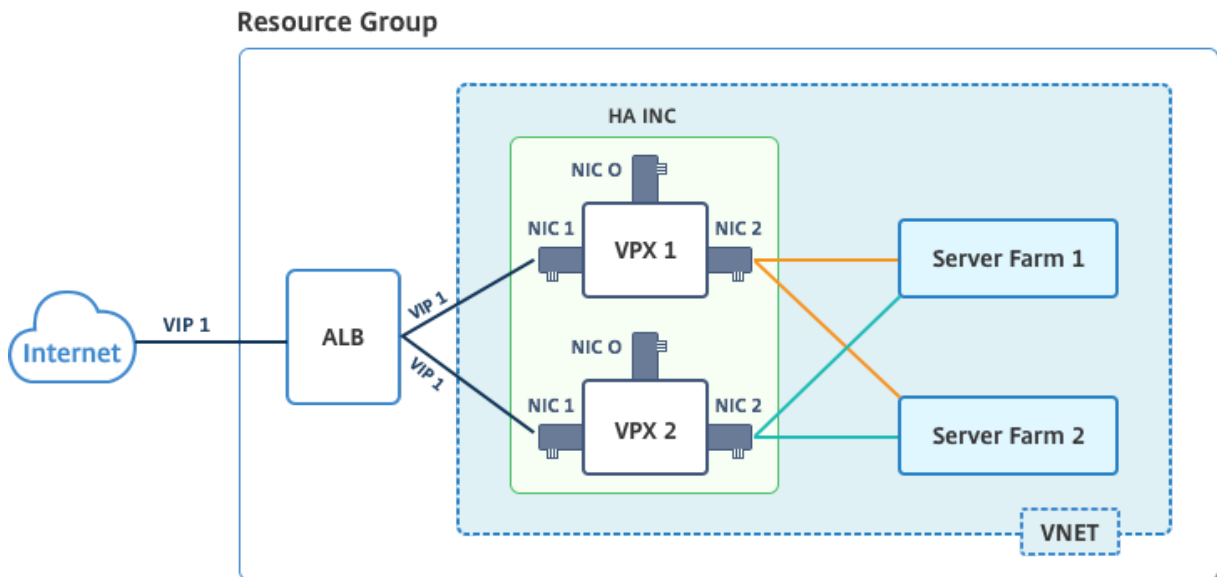 Resource Group
HA INC
NIC O
NIC 1
VPX 1
NIC 2
Server Farm 1
VIP 1
Internet
VIP 1
ALB
VIP 1
NIC O
NIC 1
VPX 2
NIC 2
Server Farm 2
VNET